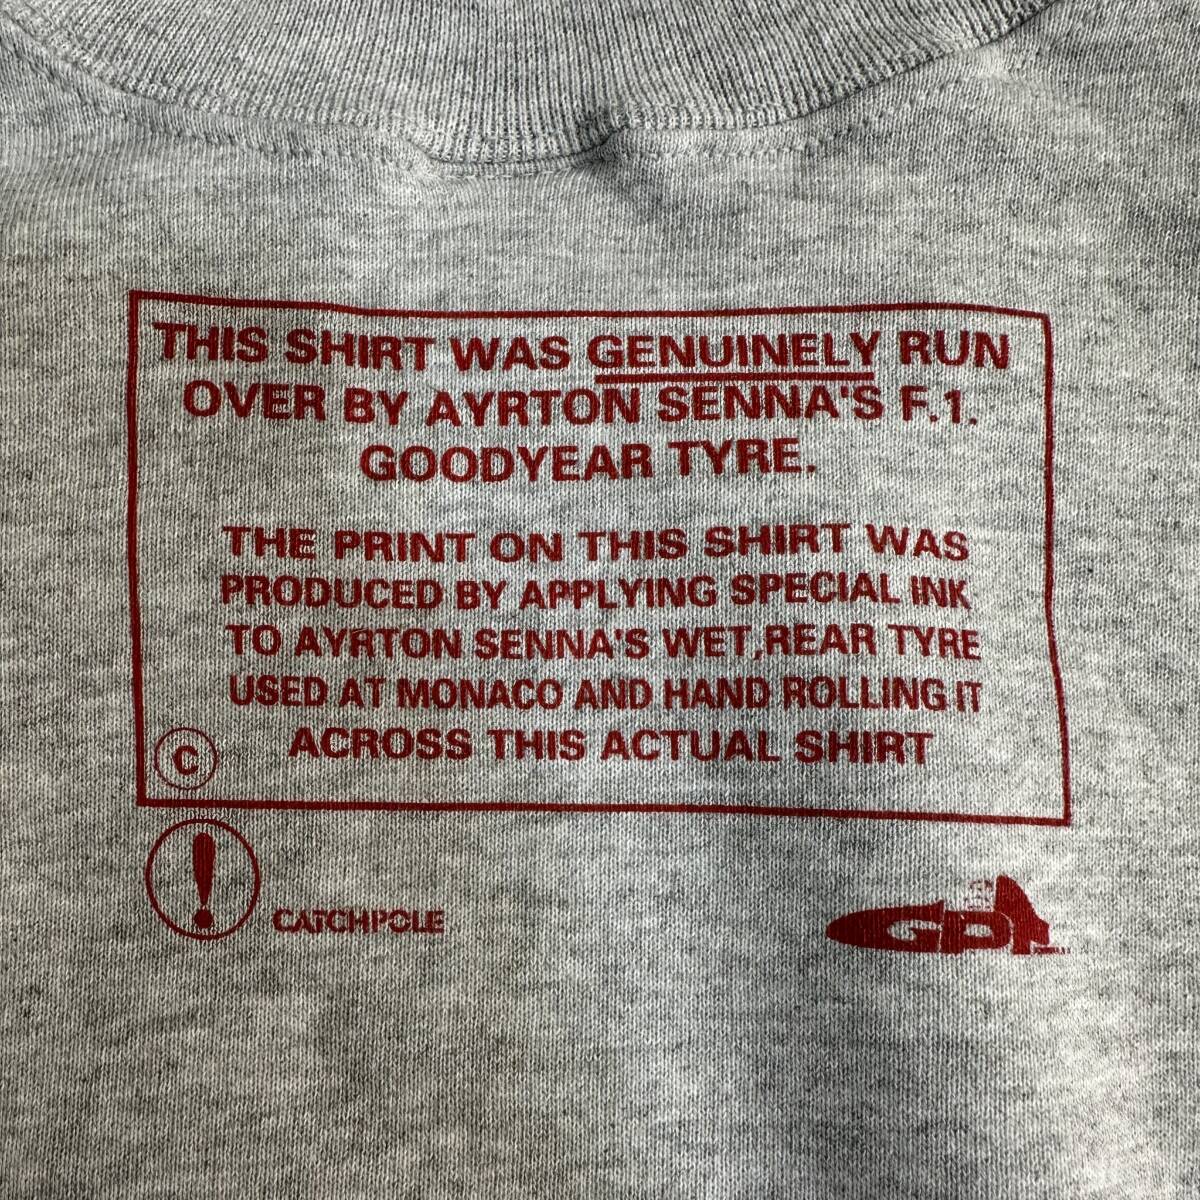 THIS SHIRT WAS GENUINELY RUN
OVER BY AYRTON SENNA'S F.1.
GOODYEAR TYRE.
THE PRINT ON THIS SHIRT WAS
PRODUCED BY APPLYING SPECIAL INK
TO AYRTON SENNA'S WET,REAR TYRE
USED AT MONACO AND HAND ROLLING IT
ACROSS THIS ACTUAL SHIRT
©
! CATCHPOLE